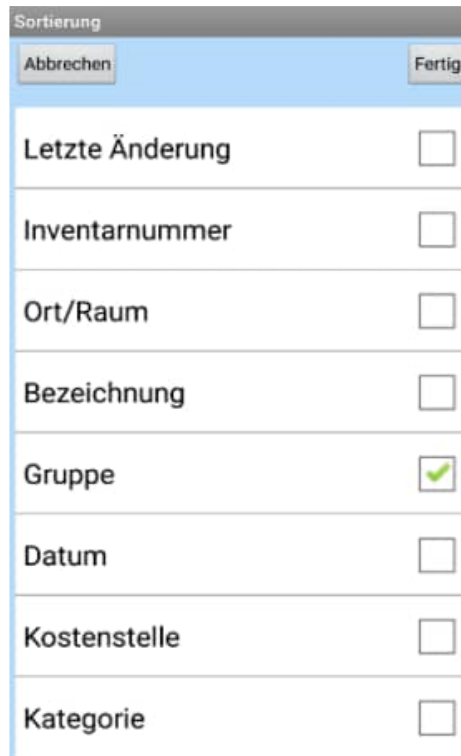 Sortierung
Abbrechen Fertig
Letzte Änderung
Inventarnummer
Ort/Raum
Bezeichnung
Gruppe
Datum
Kostenstelle
Kategorie